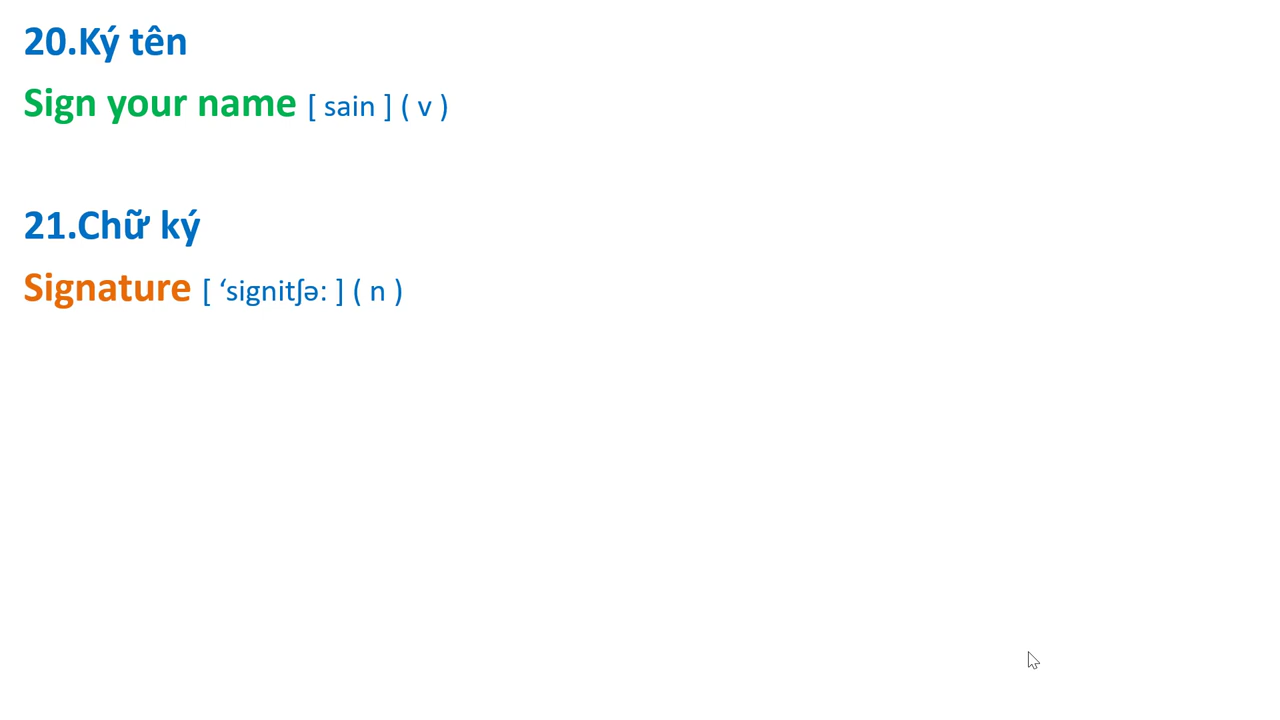 20.Ký tên
Sign your name [ sain ] ( v )
21.Chữ ký
Signature [ ‘signitʃə: ] ( n )